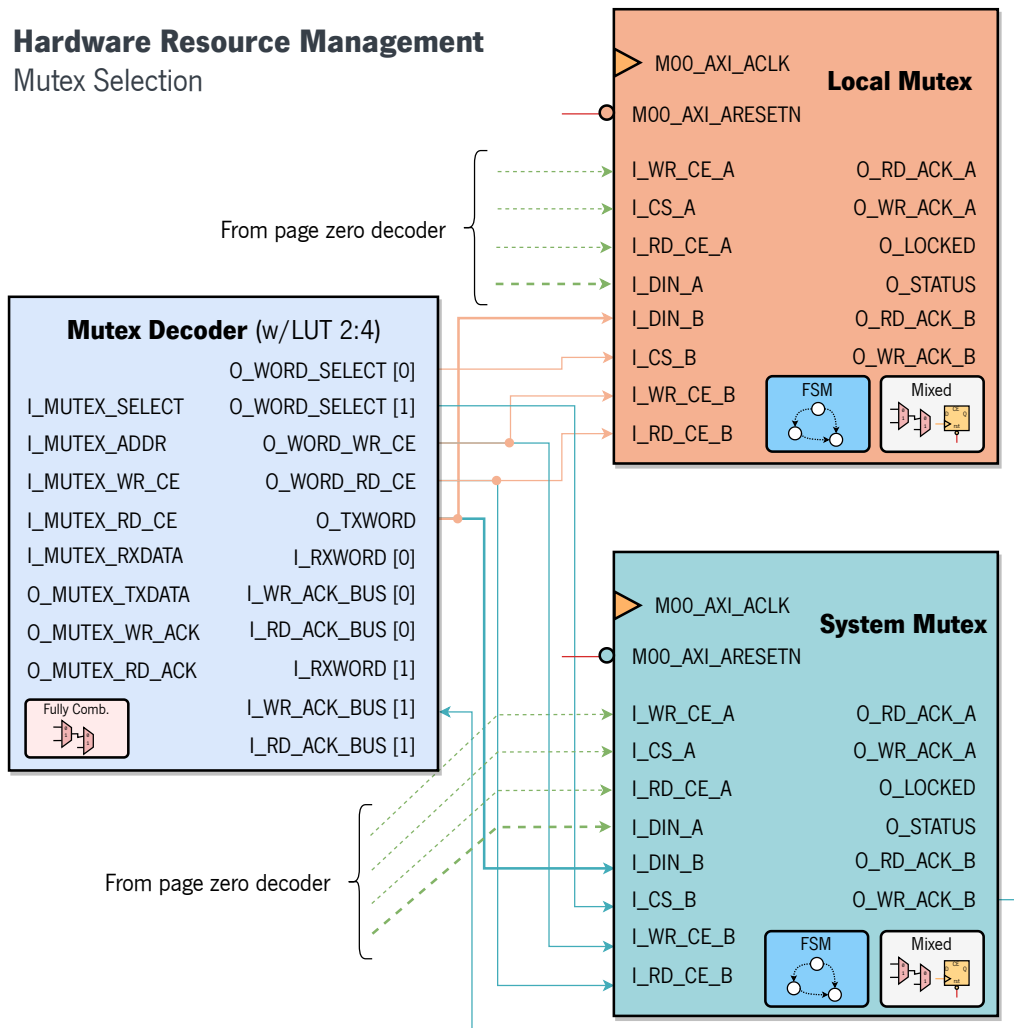 Hardware Resource Management
Mutex Selection
M00_AXI_ACLK
Local Mutex
M00_AXI_ARESETN
I_WR_CE_A
O_RD_ACK_A
I_CS_A
O_WR_ACK_A
From page zero decoder
I_RD_CE_A
O_LOCKED
I_DIN_A
O_STATUS
I_DIN_B
O_RD_ACK_B
I_CS_B
O_WR_ACK_B
I_WR_CE_B
I_RD_CE_B
FSM
Mixed
D CE Q
rst
Mutex Decoder (w/LUT 2:4)
O_WORD_SELECT [0]
I_MUTEX_SELECT
O_WORD_SELECT [1]
I_MUTEX_ADDR
O_WORD_WR_CE
I_MUTEX_WR_CE
O_WORD_RD_CE
I_MUTEX_RD_CE
O_TXWORD
I_MUTEX_RXDATA
I_RXWORD [0]
O_MUTEX_TXDATA
I_WR_ACK_BUS [0]
O_MUTEX_WR_ACK
I_RD_ACK_BUS [0]
O_MUTEX_RD_ACK
I_RXWORD [1]
I_WR_ACK_BUS [1]
I_RD_ACK_BUS [1]
Fully Comb.
M00_AXI_ACLK
System Mutex
M00_AXI_ARESETN
I_WR_CE_A
O_RD_ACK_A
I_CS_A
O_WR_ACK_A
I_RD_CE_A
O_LOCKED
I_DIN_A
O_STATUS
From page zero decoder
I_DIN_B
O_RD_ACK_B
I_CS_B
O_WR_ACK_B
I_WR_CE_B
I_RD_CE_B
FSM
Mixed
D CE Q
rst